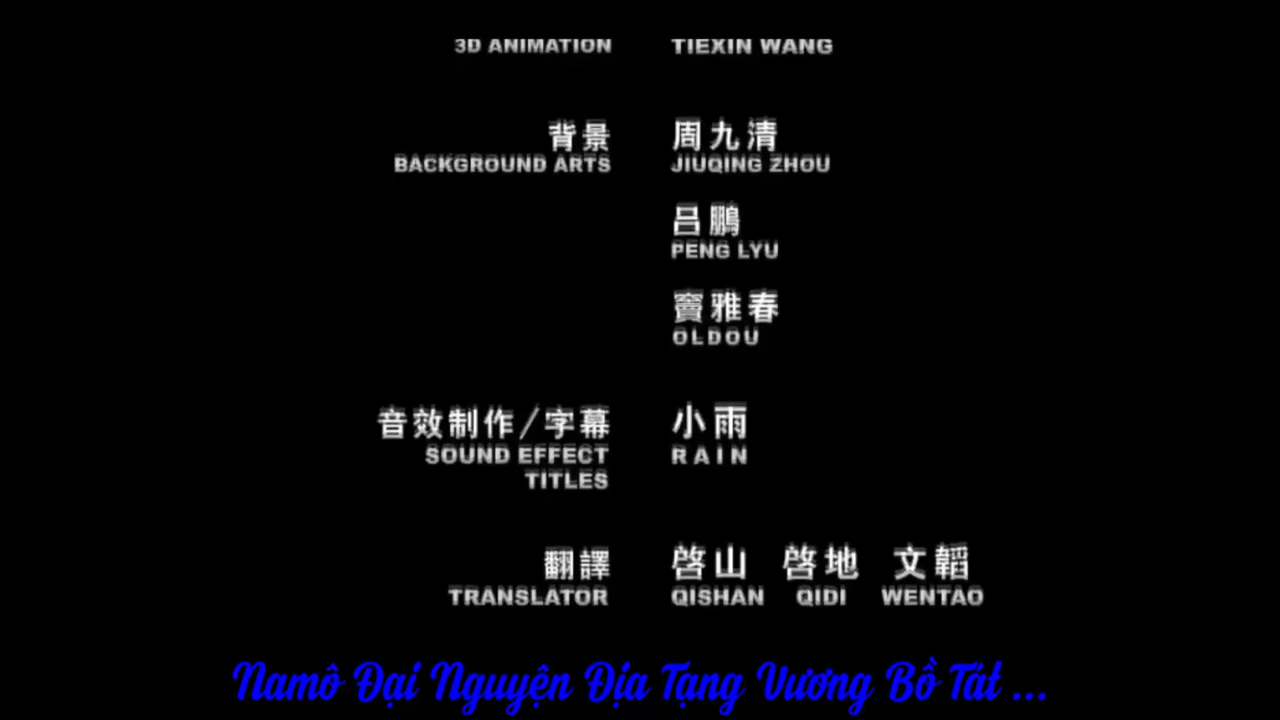 3D ANIMATION TIEXIN WANG
背景 周九清
BACKGROUND ARTS JIUQING ZHOU
呂鵬
PENG LYU
竇雅春
OLDOU
音效制作/字幕 小雨
SOUND EFFECT RAIN
TITLES
翻譯 啓山 啓地 文韜
TRANSLATOR QISHAN QIDI WENTAO
Namô Đại Nguyện Địa Tạng Vương Bồ Tát ...